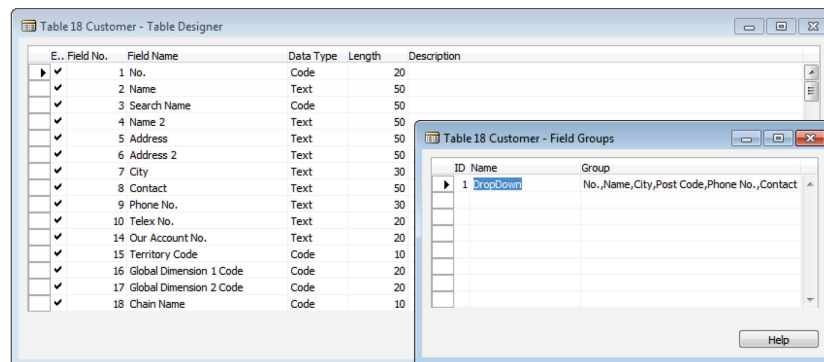 Table 18 Customer - Table Designer
E.. Field No. Field Name Data Type Length Description
1 No. Code 20
2 Name Text 50
3 Search Name Code 50
4 Name 2 Text 50
5 Address Text 50
6 Address 2 Text 50
7 City Text 30
8 Contact Text 50
9 Phone No. Text 30
10 Telex No. Text 20
14 Our Account No. Text 20
15 Territory Code Code 10
16 Global Dimension 1 Code Code 20
17 Global Dimension 2 Code Code 20
18 Chain Name Code 10
Table 18 Customer - Field Groups
ID Name Group
1 DropDown No.,Name,City,Post Code,Phone No.,Contact
Help